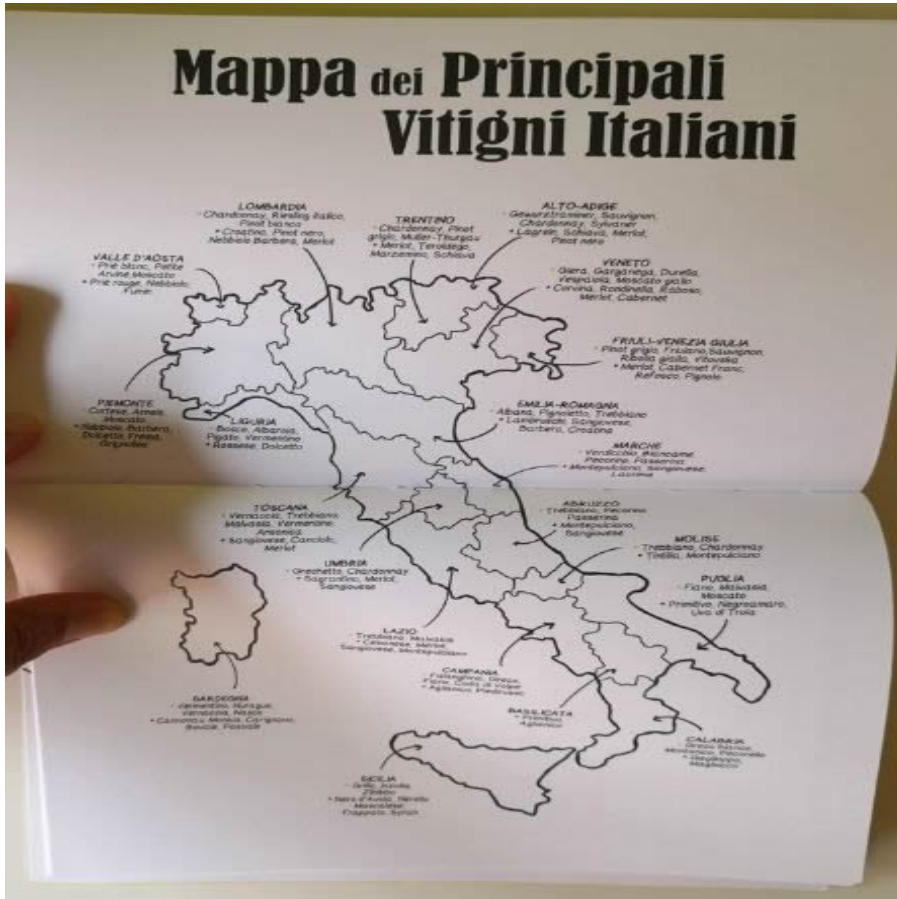 Mappa dei Principali
Vitigni Italiani
LOMBARDIA
· Chardonnay, Riesling italico,
Pinot bianco
• Croatina, Pinot nero,
Nebbiolo Barbera, Merlot
TRENTINO
· Chardonnay, Pinot
grigio, Muller-Thurgau
• Merlot, Teroldego,
Marzemino, Schiava
ALTO-ADIGE
· Gewurztraminer, Sauvignon,
Chardonnay, Sylvaner
• Lagrein, Schiava, Merlot,
Pinot nero
VALLE D'AOSTA
· Prié blanc, Petite
Arvine, Moscato
• Prié rouge, Nebbiolo,
Fumin
VENETO
· Glera, Garganega, Durella,
Vespaiola, Moscato giallo
• Corvina, Rondinella, Raboso,
Merlot, Cabernet
FRIULI-VENEZIA GIULIA
· Pinot grigio, Friulano, Sauvignon,
Ribolla gialla, Vitovska
• Merlot, Cabernet Franc,
Refosco, Pignolo
PIEMONTE
· Cortese, Arneis,
Moscato
• Nebbiolo, Barbera,
Dolcetto, Freisa,
Grignolino
LIGURIA
· Bosco, Albarola,
Pigato, Vermentino
• Rossese, Dolcetto
EMILIA-ROMAGNA
· Albana, Pignoletto, Trebbiano
• Lambruschi, Sangiovese,
Barbera, Croatina
MARCHE
· Verdicchio, Biancame,
Pecorino, Passerina
• Montepulciano, Sangiovese,
Lacrima
TOSCANA
· Vernaccia, Trebbiano,
Malvasia, Vermentino,
Ansonica
• Sangiovese, Canaiolo,
Merlot
ABRUZZO
· Trebbiano, Pecorino
Passerina
• Montepulciano,
Sangiovese
MOLISE
· Trebbiano, Chardonnay
• Tintilia, Montepulciano
UMBRIA
· Grechetto, Chardonnay
• Sagrantino, Merlot,
Sangiovese
PUGLIA
· Fiano, Malvasia,
Moscato
• Primitivo, Negroamaro,
Uva di Troia
LAZIO
· Trebbiano, Malvasia
• Cesanese, Merlot,
Sangiovese, Montepulciano
CAMPANIA
· Falanghina, Greco,
Fiano, Coda di Volpe
• Aglianico, Piedirosso
SARDEGNA
· Vermentino, Nuragus,
Vernaccia, Nasco
• Cannonau, Monica, Carignano,
Bovale, Pascale
BASILICATA
• Primitivo,
Aglianico
CALABRIA
Greco bianco,
Montonico, Pecorello
• Gaglioppo,
Magliocco
SICILIA
· Grillo, Inzolia,
Zibibbo
• Nero d'Avola, Nerello
Mascalese,
Frappato, Syrah